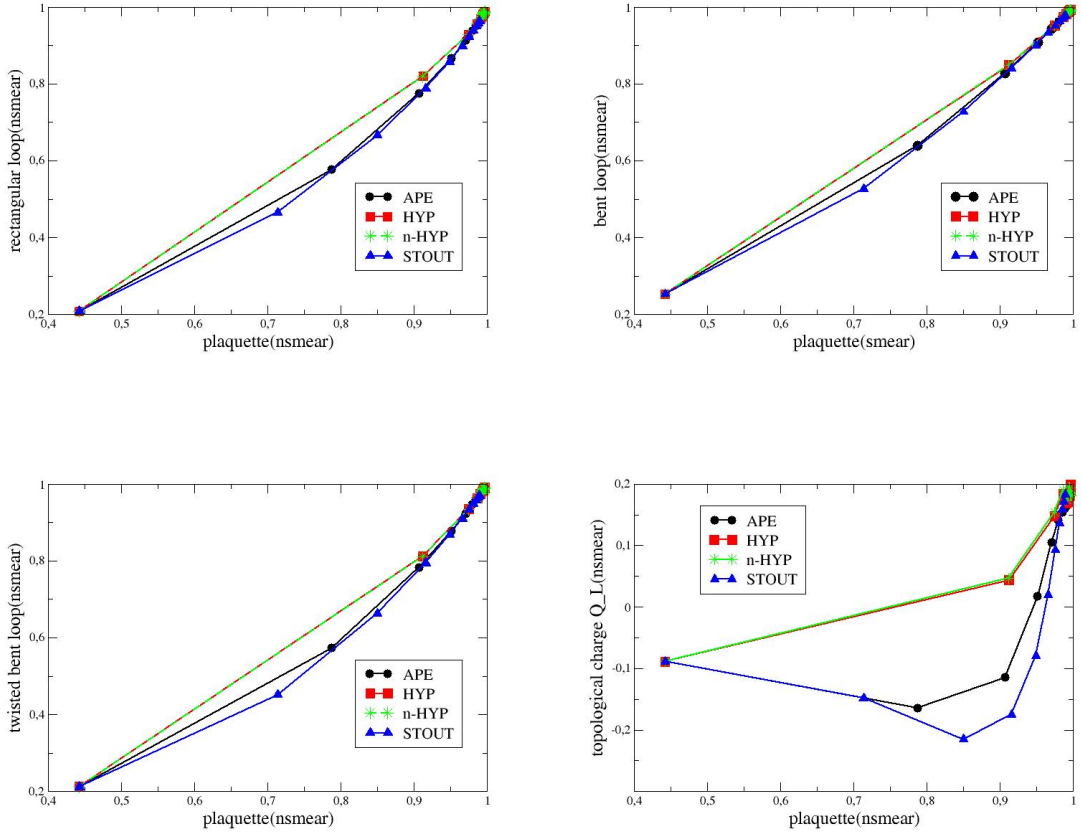 rectangular loop(nsmear)
1
0,8
0,6
0,4
0,2
0,4
0,5
0,6
0,7
0,8
0,9
1
plaquette(nsmear)
APE
HYP
n-HYP
STOUT
bent loop(nsmear)
1
0,8
0,6
0,4
0,2
0,4
0,5
0,6
0,7
0,8
0,9
1
plaquette(smear)
APE
HYP
n-HYP
STOUT
twisted bent loop(nsmear)
1
0,8
0,6
0,4
0,2
0,4
0,5
0,6
0,7
0,8
0,9
1
plaquette(nsmear)
APE
HYP
n-HYP
STOUT
topological charge Q_L(nsmear)
0,2
0,1
0
-0,1
-0,2
0,4
0,5
0,6
0,7
0,8
0,9
1
plaquette(nsmear)
APE
HYP
n-HYP
STOUT